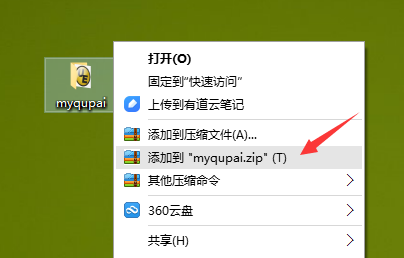 myqupai
打开(O)
固定到“快速访问”
上传到有道云笔记
添加到压缩文件(A)...
添加到 "myqupai.zip" (T)
其他压缩命令
360云盘
共享(H)